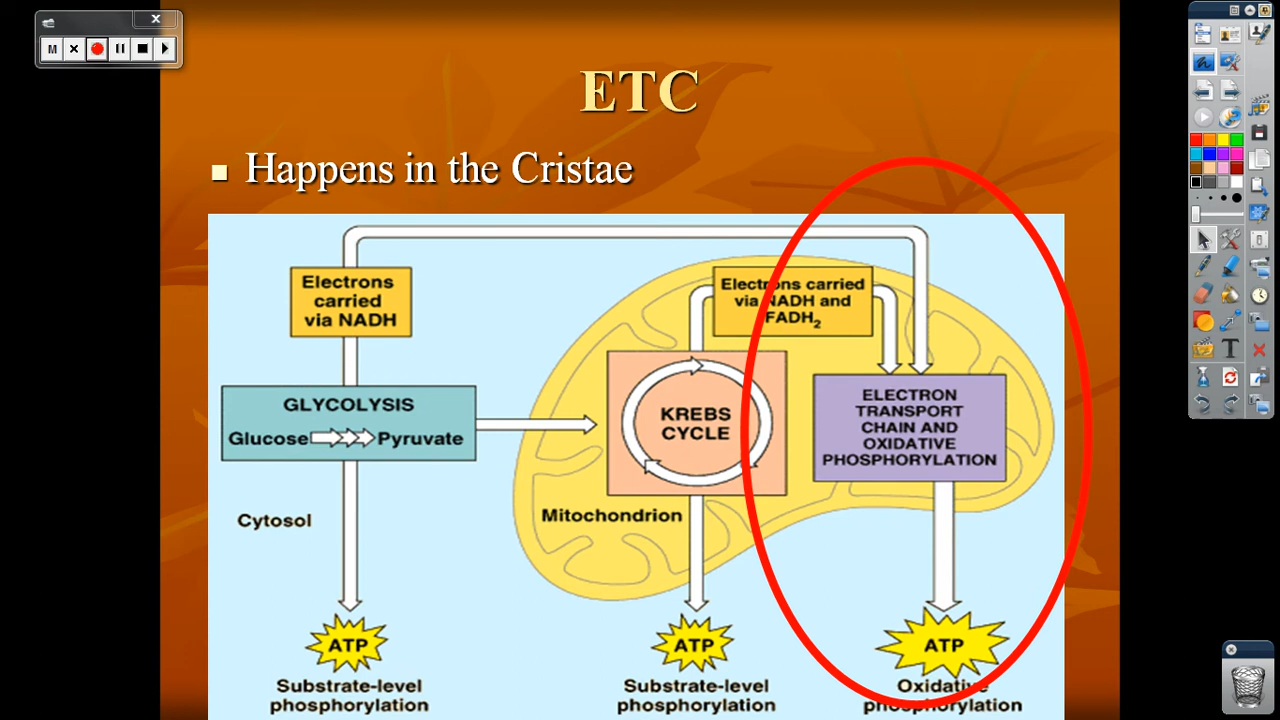 M
ETC
Happens in the Cristae
Electrons
carried
via NADH
Electrons carried
via NADH and
FADH2
GLYCOLYSIS
Glucose Pyruvate
KREBS
CYCLE
ELECTRON
TRANSPORT
CHAIN AND
OXIDATIVE
PHOSPHORYLATION
Cytosol
Mitochondrion
ATP
ATP
ATP
Substrate-level
phosphorylation
Substrate-level
phosphorylation
Oxidative
phosphorylation